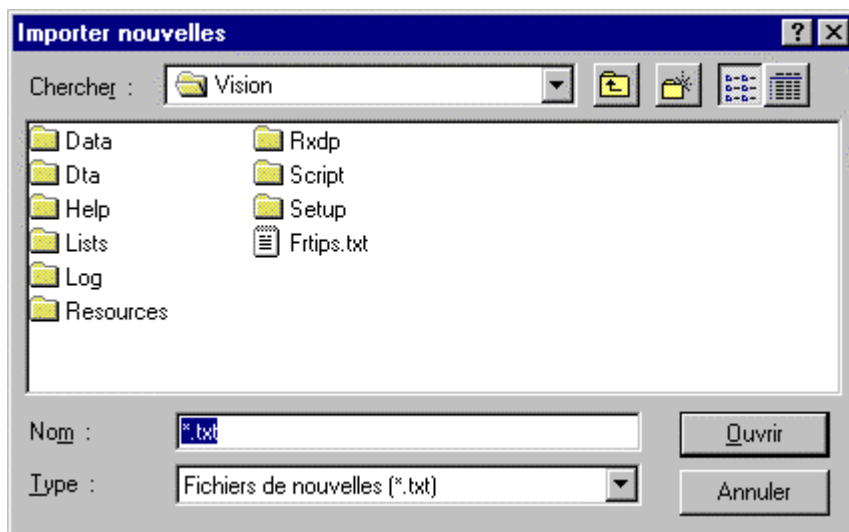 Importer nouvelles
Chercher : Vision
Data Rxdp
Dta Script
Help Setup
Lists Frtips.txt
Log
Resources
Nom : *.txt Ouvrir
Type : Fichiers de nouvelles (*.txt) Annuler